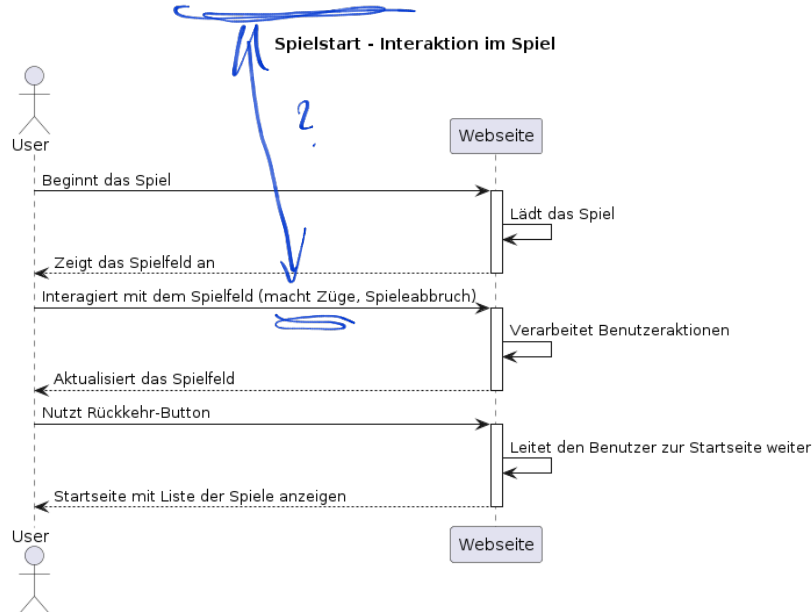 Spielstart - Interaktion im Spiel
?
User
Webseite
Beginnt das Spiel
Lädt das Spiel
Zeigt das Spielfeld an
Interagiert mit dem Spielfeld (macht Züge, Spieleabbruch)
Verarbeitet Benutzeraktionen
Aktualisiert das Spielfeld
Nutzt Rückkehr-Button
Leitet den Benutzer zur Startseite weiter
Startseite mit Liste der Spiele anzeigen
User
Webseite